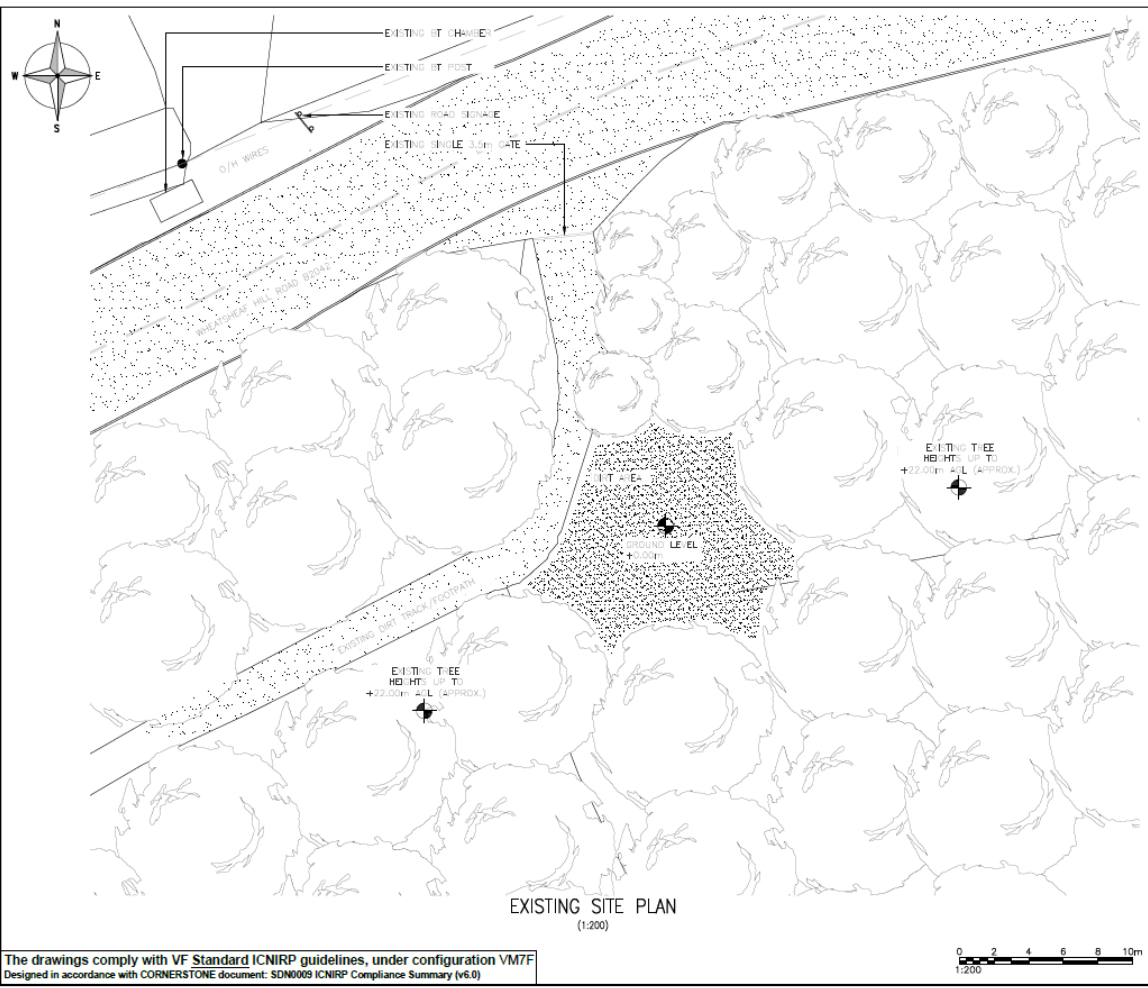 N
W
E
S
EXISTING BT CHAMBER
EXISTING BT POST
EXISTING ROAD SIGNAGE
EXISTING SINGLE 3.5m GATE
O/H WIRES
WHEATSHEAF HILL ROAD B2042
EXISTING TREE
HEIGHTS UP TO
+22.00m AGL (APPROX.)
DIRT AREA
GROUND LEVEL
+0.00m
EXISTING DIRT TRACK/FOOTPATH
EXISTING TREE
HEIGHTS UP TO
+22.00m AGL (APPROX.)
EXISTING SITE PLAN
(1:200)
The drawings comply with VF Standard ICNIRP guidelines, under configuration VM7F
Designed in accordance with CORNERSTONE document: SDN0009 ICNIRP Compliance Summary (v6.0)
0 2 4 6 8 10m
1:200